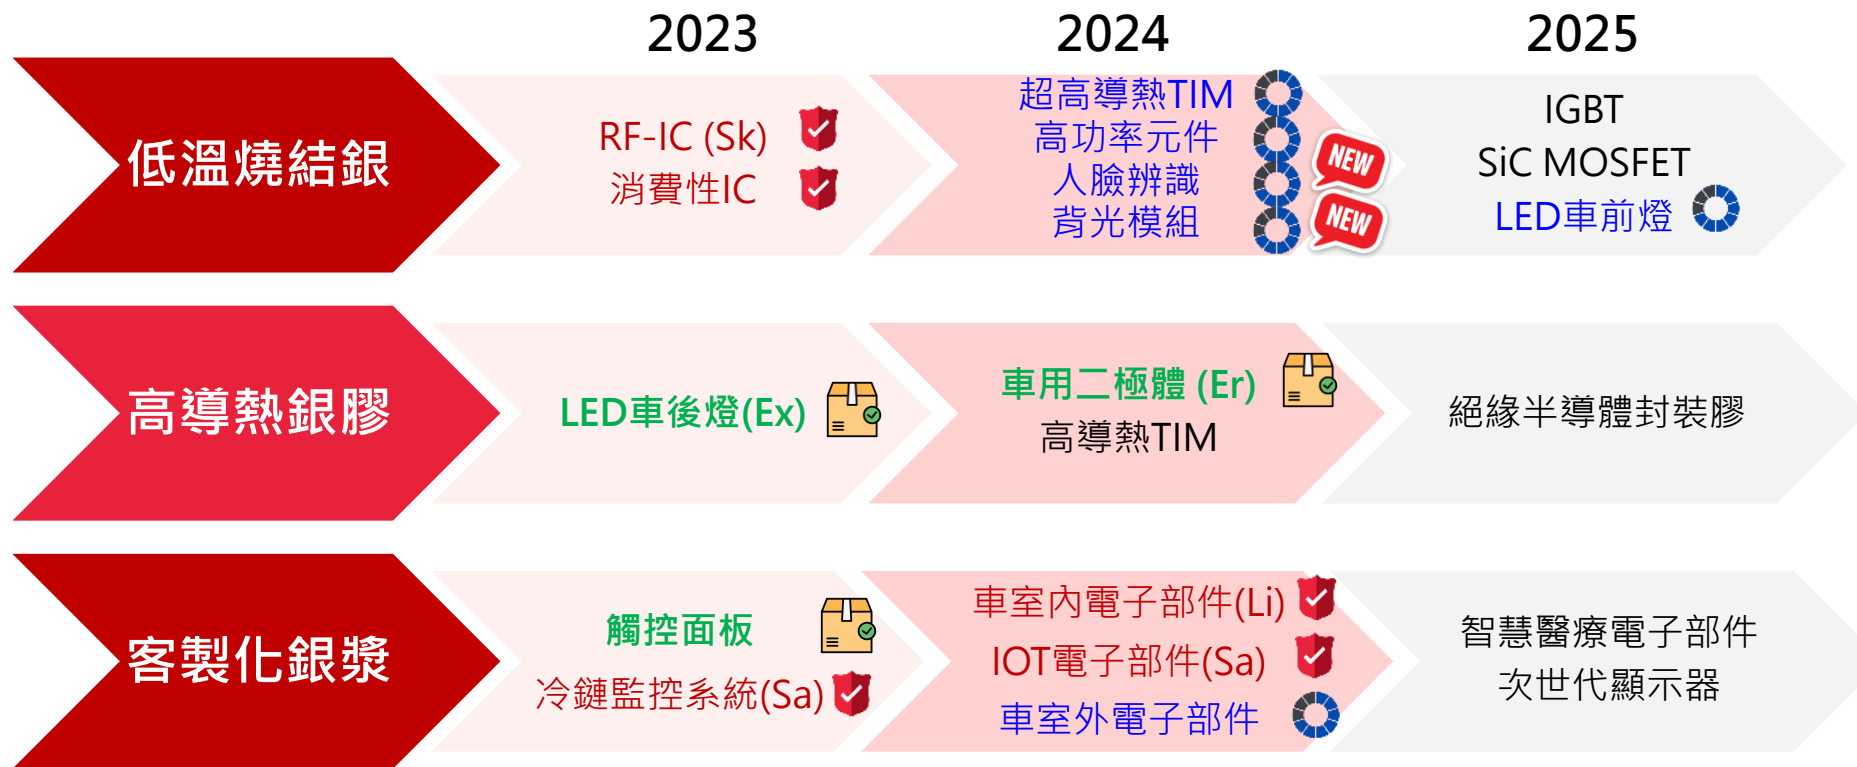 2023
2024
2025
低溫燒結銀
RF-IC (Sk)
消費性IC
超高導熱TIM
高功率元件
人臉辨識
背光模組
NEW
NEW
IGBT
SiC MOSFET
LED車前燈
高導熱銀膠
LED車後燈(Ex)
車用二極體 (Er)
高導熱TIM
絕緣半導體封裝膠
客製化銀漿
觸控面板
冷鏈監控系統(Sa)
車室內電子部件(Li)
IOT電子部件(Sa)
車室外電子部件
智慧醫療電子部件
次世代顯示器